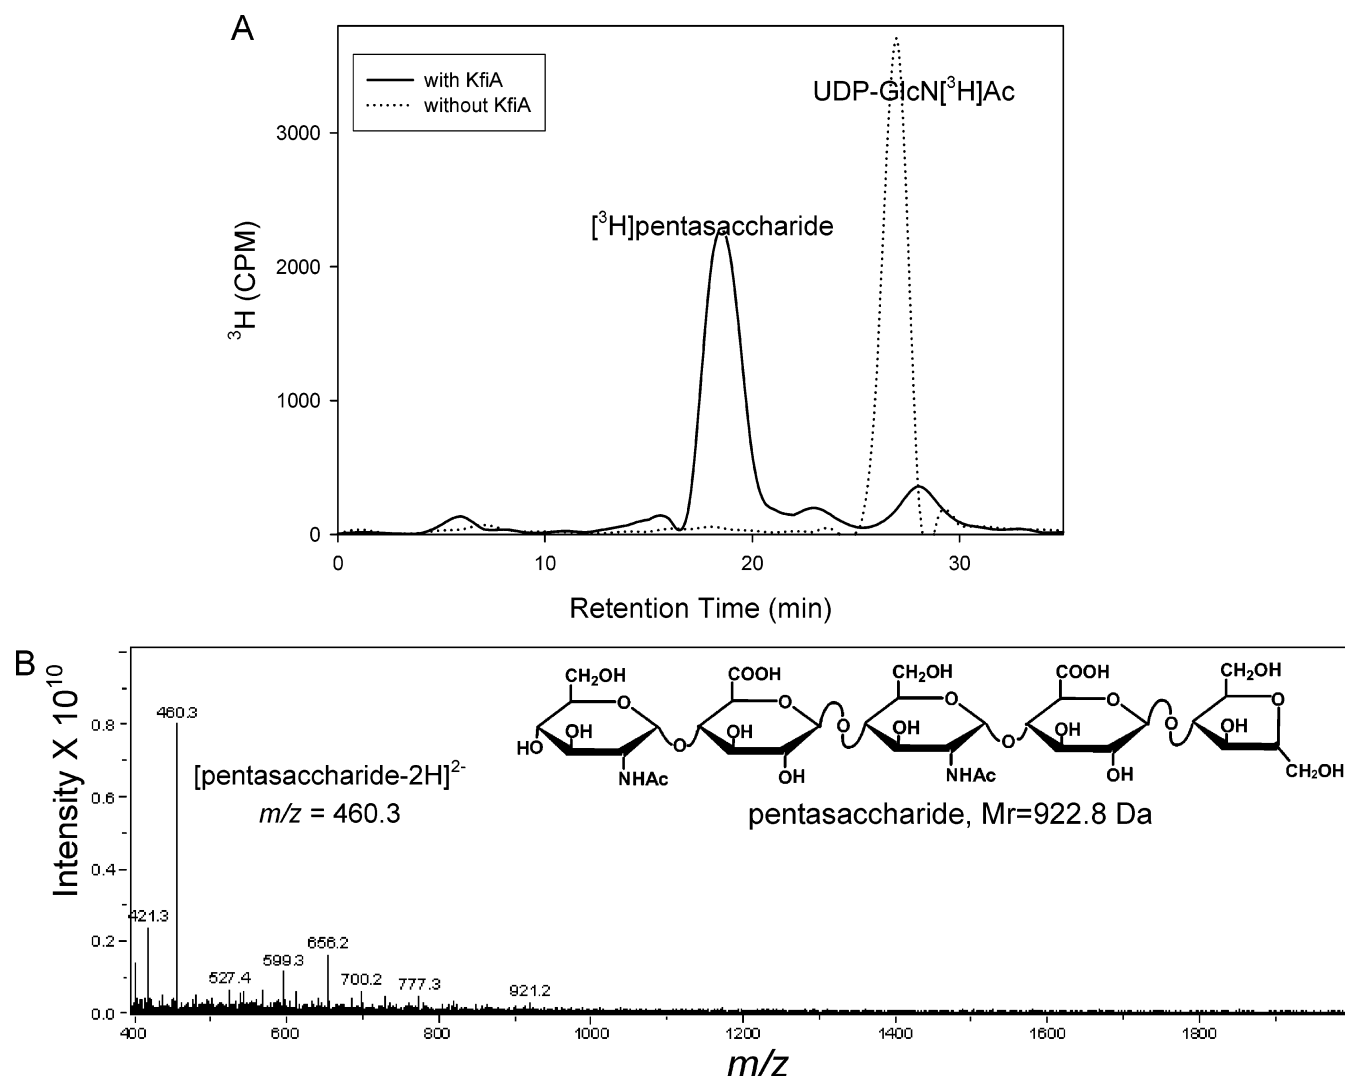 A
with KfiA
without KfiA
UDP-GlcN[³H]Ac
[³H]pentasaccharide
³H (CPM)
3000
2000
1000
0
0 10 20 30
Retention Time (min)
B
Intensity X 10¹⁰
0.8
0.6
0.4
0.2
0.0
460.3
421.3
527.4
599.3
656.2
700.2
777.3
921.2
[pentasaccharide-2H]²⁻
m/z = 460.3
CH₂OH COOH CH₂OH COOH CH₂OH
O O O O O
OH OH OH OH OH
HO O O O O
NHAc OH NHAc OH CH₂OH
pentasaccharide, Mr=922.8 Da
400 600 800 1000 1200 1400 1600 1800
m/z